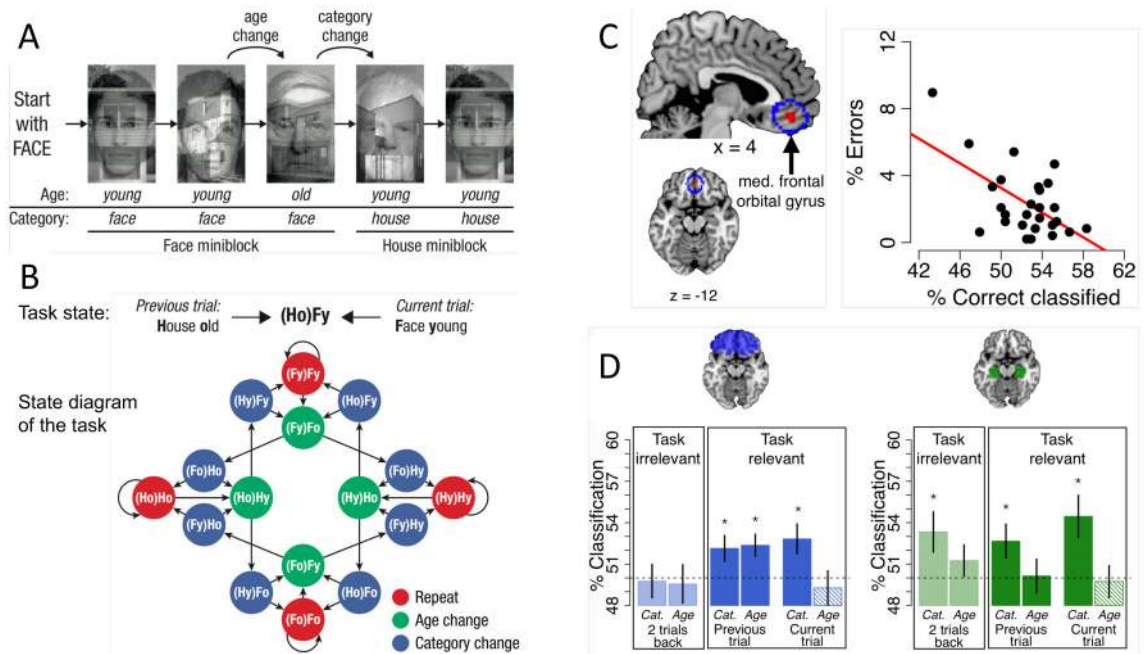 A
age
change
category
change
Start
with
FACE
Age: young young old young young
Category: face face face house house
Face miniblock House miniblock
B
Task state:
Previous trial:
House old
(Ho)Fy
Current trial:
Face young
State diagram
of the task
(Fy)Fy
(Hy)Fy (Ho)Fy
(Fy)Fo
(Fo)Ho (Fo)Hy
(Ho)Ho (Ho)Hy (Hy)Ho (Hy)Hy
(Fy)Ho (Fy)Hy
(Fo)Fy
(Hy)Fo (Ho)Fo
(Fo)Fo
Repeat
Age change
Category change
C
x = 4
med. frontal
orbital gyrus
z = -12
% Errors
12
8
4
0
42 46 50 54 58 62
% Correct classified
D
% Classification
60
57
54
51
48
Task
irrelevant
Task
relevant
* * *
Cat. Age Cat. Age Cat. Age
2 trials
back
Previous
trial
Current
trial
% Classification
60
57
54
51
48
Task
irrelevant
Task
relevant
* * *
Cat. Age Cat. Age Cat. Age
2 trials
back
Previous
trial
Current
trial